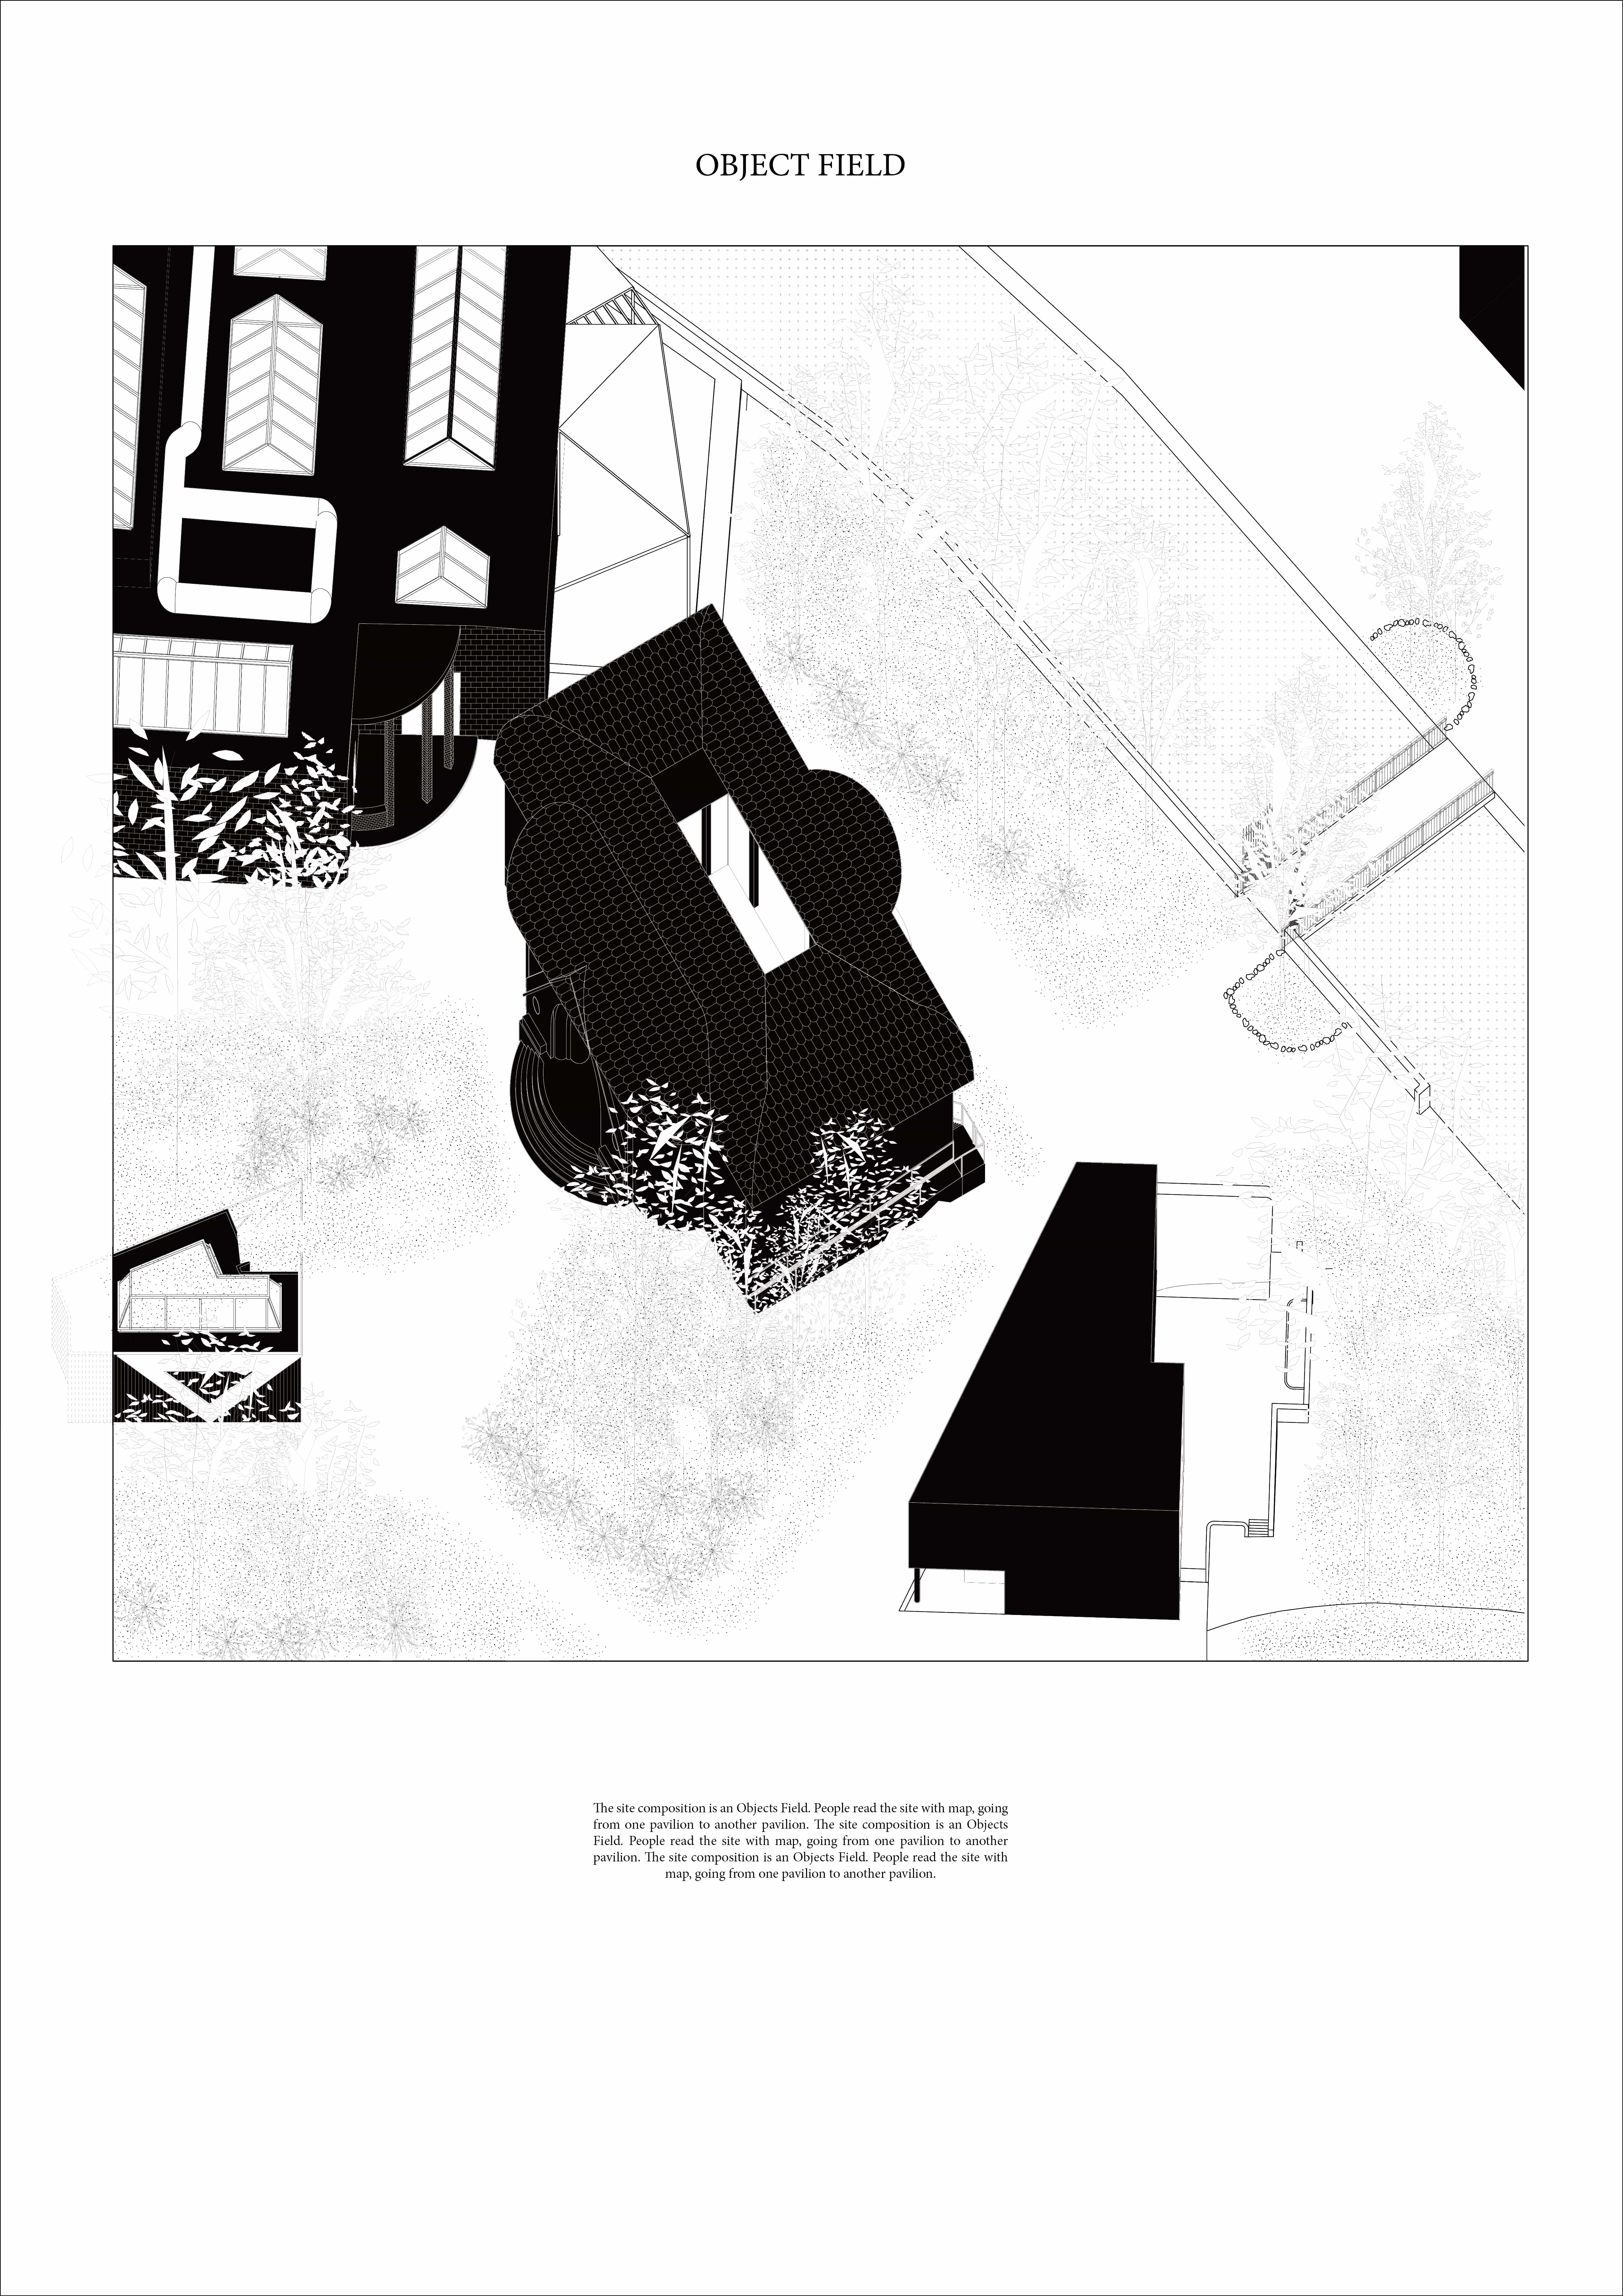 OBJECT FIELD
The site composition is an Objects Field. People read the site with map, going
from one pavilion to another pavilion. The site composition is an Objects
Field. People read the site with map, going from one pavilion to another
pavilion. The site composition is an Objects Field. People read the site with
map, going from one pavilion to another pavilion.